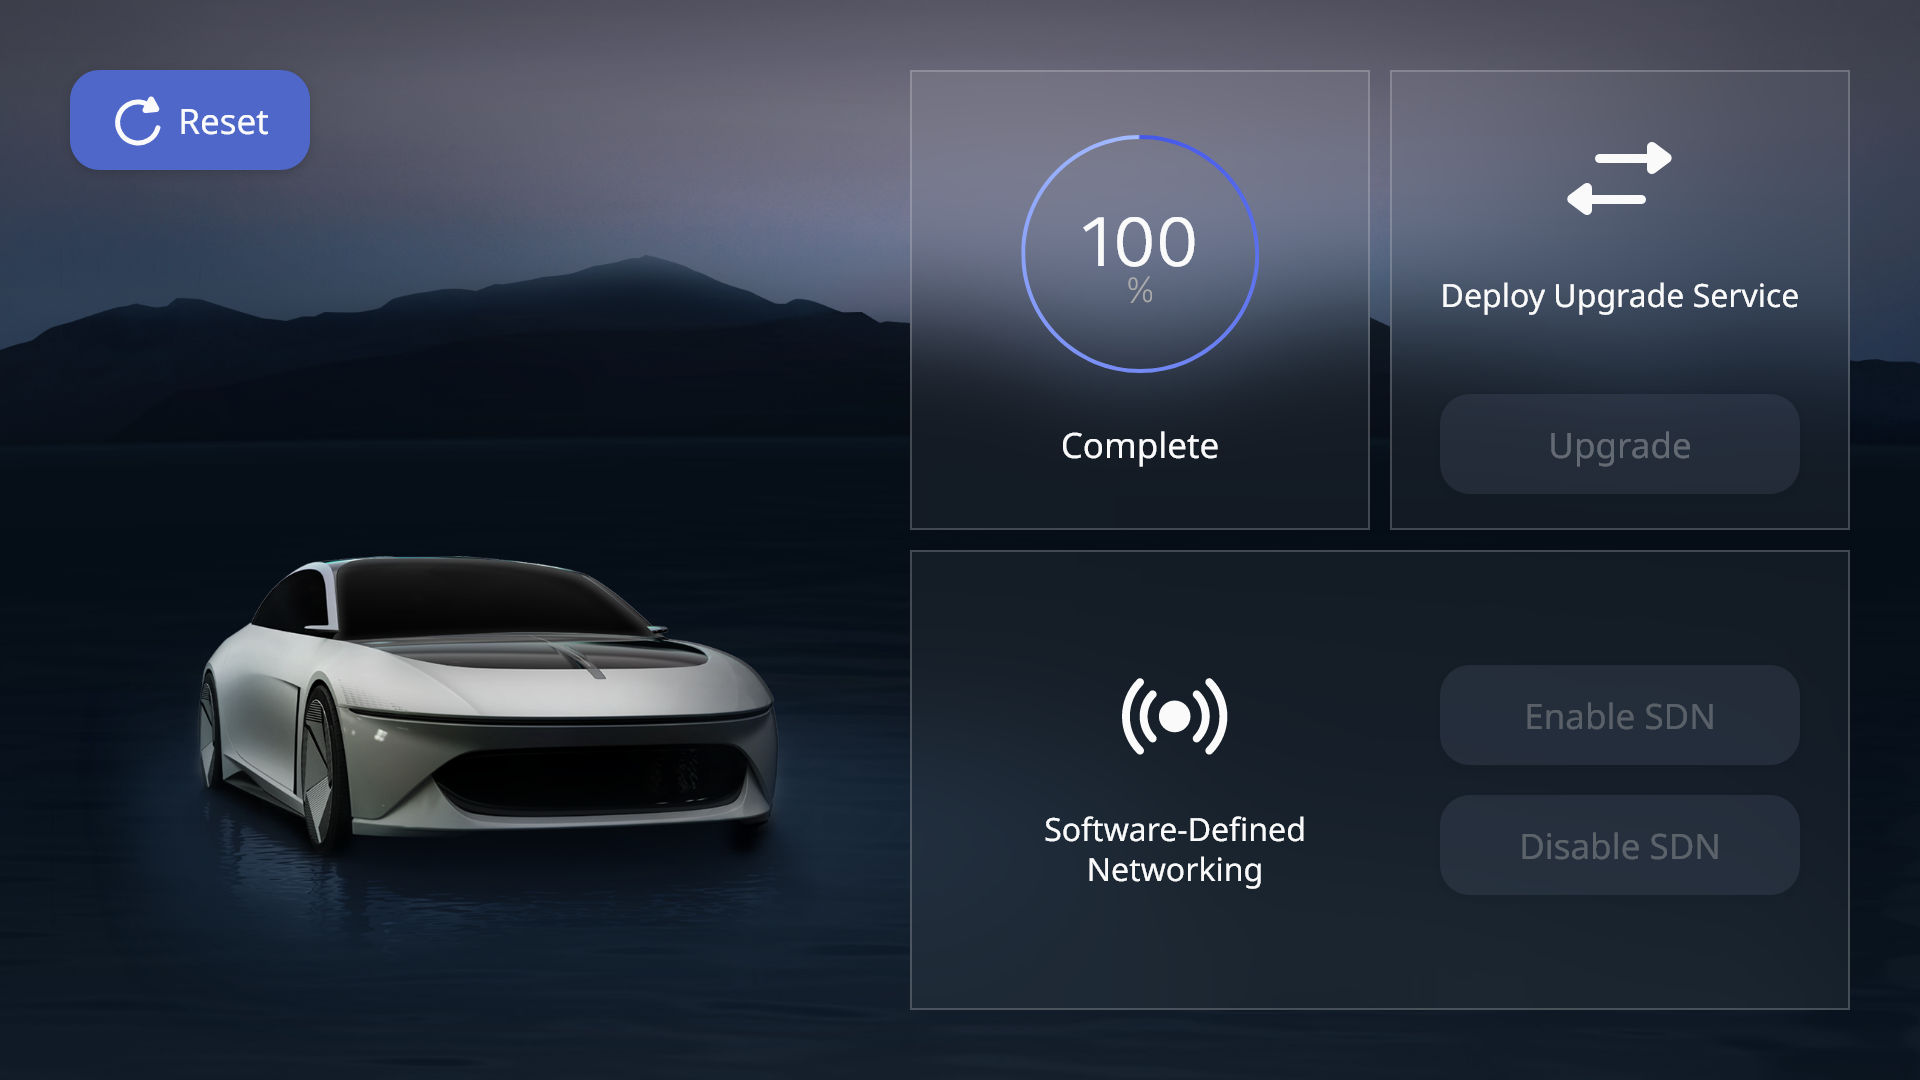 Reset
100
%
Complete
Deploy Upgrade Service
Upgrade
Software-Defined
Networking
Enable SDN
Disable SDN